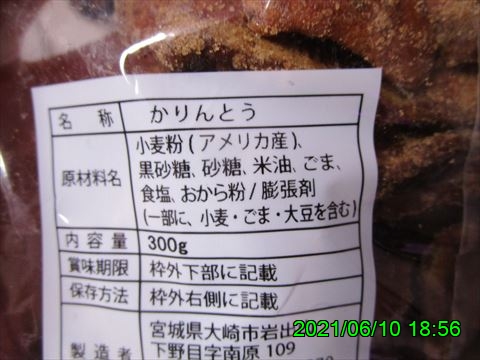 名称 かりんとう
原材料名 小麦粉(アメリカ産)、
黒砂糖、砂糖、米油、ごま、
食塩、おから粉/膨張剤
(一部に、小麦・ごま・大豆を含む)
内容量 300g
賞味期限 枠外下部に記載
保存方法 枠外右側に記載
製造者 宮城県大崎市岩出
下野目字南原 109
2021/06/10 18:56